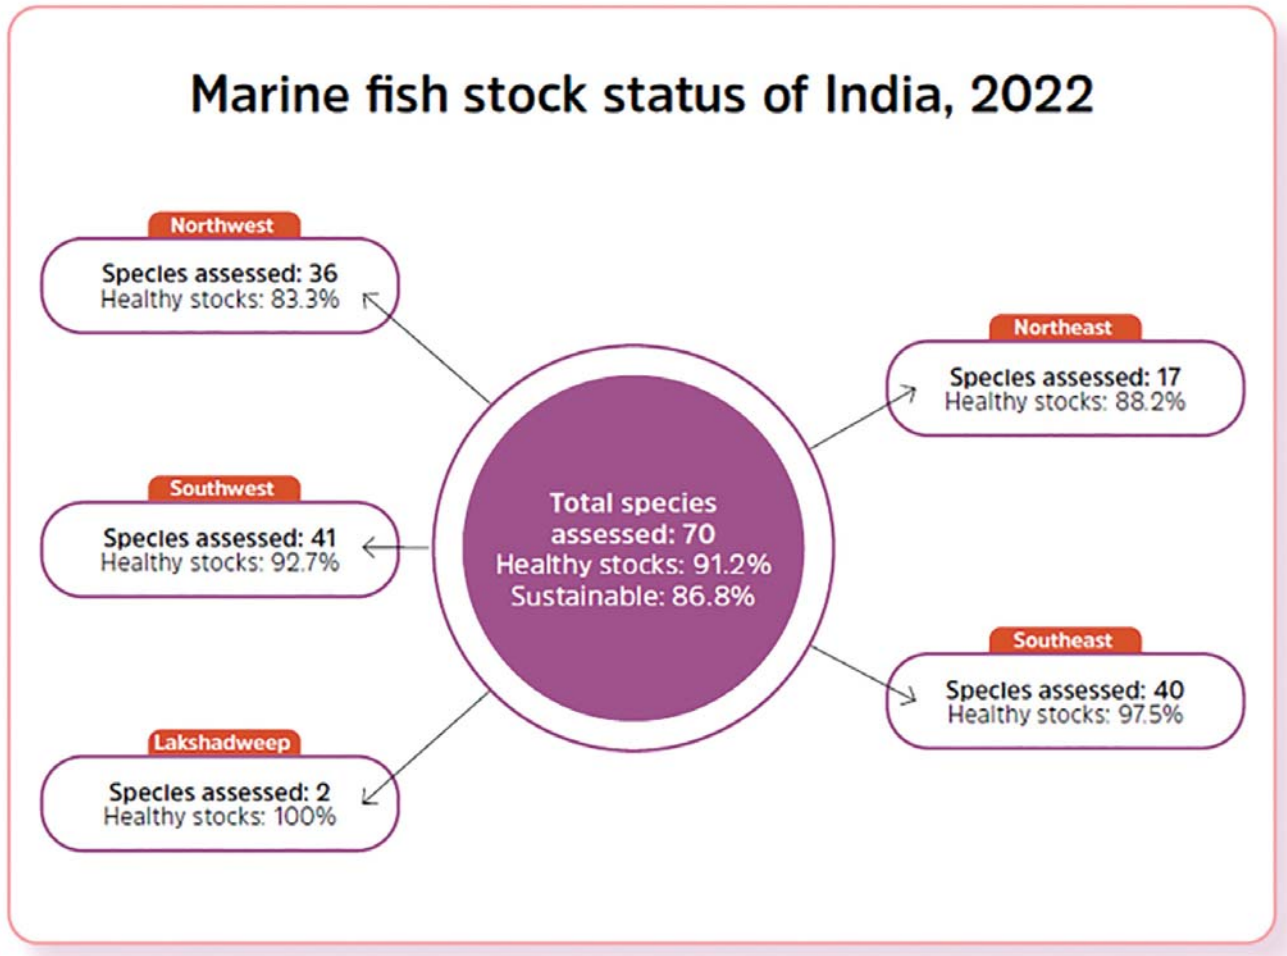 Marine fish stock status of India, 2022
Northwest
Species assessed: 36
Healthy stocks: 83.3%
Northeast
Species assessed: 17
Healthy stocks: 88.2%
Southwest
Species assessed: 41
Healthy stocks: 92.7%
Total species
assessed: 70
Healthy stocks: 91.2%
Sustainable: 86.8%
Southeast
Species assessed: 40
Healthy stocks: 97.5%
Lakshadweep
Species assessed: 2
Healthy stocks: 100%